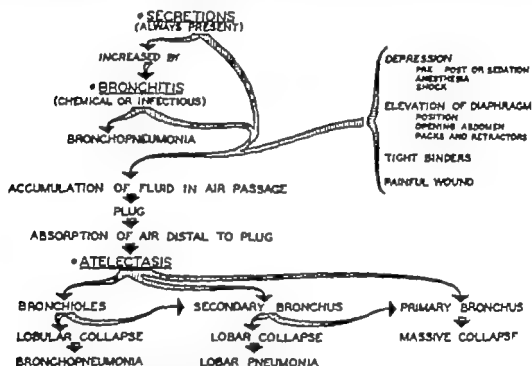 • SECRETIONS
(ALWAYS PRESENT)
INCREASED BY
• BRONCHITIS
(CHEMICAL OR INFECTIOUS)
BRONCHOPNEUMONIA
DEPRESSION
PRE POST OR SEDATION
ANESTHESIA
SHOCK
ELEVATION OF DIAPHRAGM
POSITION
OPENING ABDOMEN
PACKS AND RETRACTORS
TIGHT BINDERS
PAINFUL WOUND
ACCUMULATION OF FLUID IN AIR PASSAGE
PLUG
ABSORPTION OF AIR DISTAL TO PLUG
• ATELECTASIS
BRONCHIOLES
SECONDARY BRONCHUS
PRIMARY BRONCHUS
LOBULAR COLLAPSE
LOBAR COLLAPSE
MASSIVE COLLAPSE
BRONCHOPNEUMONIA
LOBAR PNEUMONIA